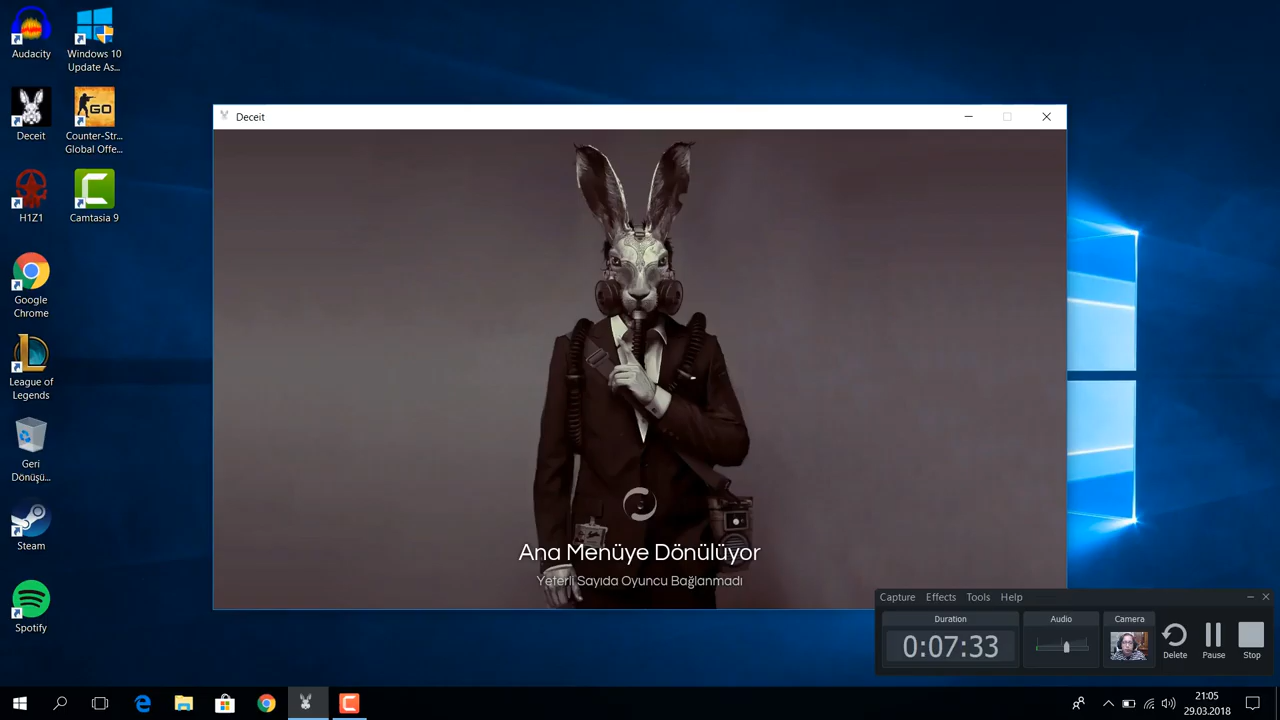 Audacity
Windows 10
Update As...
Deceit
Counter-Str...
Global Offe...
H1Z1
Camtasia 9
Google
Chrome
League of
Legends
Geri
Dönüşü...
Steam
Spotify
Deceit
Ana Menüye Dönülüyor
Yeterli Sayıda Oyuncu Bağlanmadı
Capture Effects Tools Help
Duration Audio Camera
0:07:33
Delete Pause Stop
21:05
29.03.2018